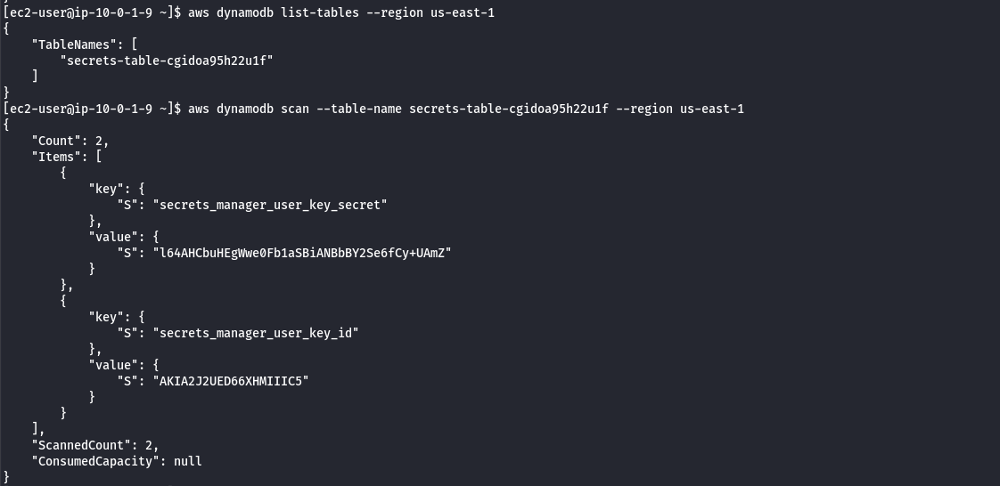 [ec2-user@ip-10-0-1-9 ~]$ aws dynamodb list-tables --region us-east-1
{
    "TableNames": [
        "secrets-table-cgidoa95h22u1f"
    ]
}
[ec2-user@ip-10-0-1-9 ~]$ aws dynamodb scan --table-name secrets-table-cgidoa95h22u1f --region us-east-1
{
    "Count": 2,
    "Items": [
        {
            "key": {
                "S": "secrets_manager_user_key_secret"
            },
            "value": {
                "S": "l64AHCbuHEgWwe0Fb1aSBiANBbBY2Se6fCy+UAmZ"
            }
        },
        {
            "key": {
                "S": "secrets_manager_user_key_id"
            },
            "value": {
                "S": "AKIA2J2UED66XHMIIIC5"
            }
        }
    ],
    "ScannedCount": 2,
    "ConsumedCapacity": null
}